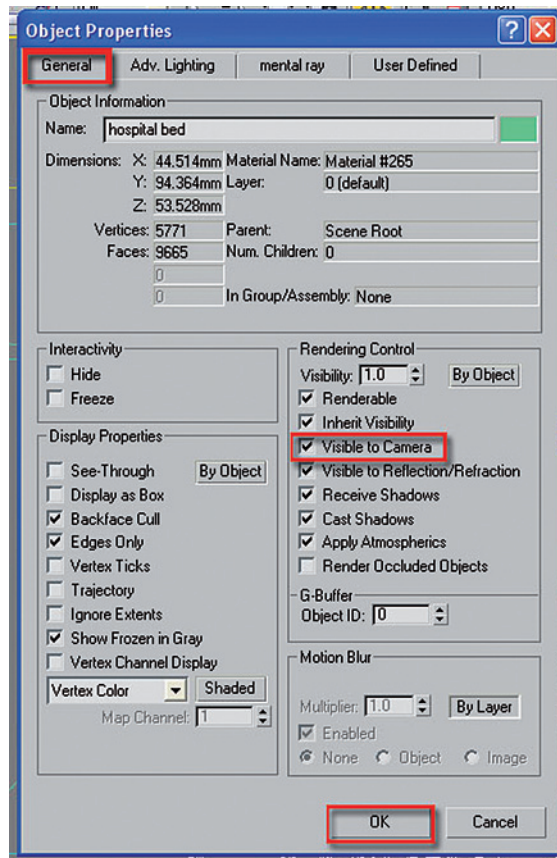 Object Properties
General Adv. Lighting mental ray User Defined
Object Information
Name: hospital bed
Dimensions: X: 44.514mm Material Name: Material #265
Y: 94.364mm Layer: 0 (default)
Z: 53.528mm
Vertices: 5771 Parent: Scene Root
Faces: 9665 Num. Children: 0
0
0 In Group/Assembly: None
Interactivity
Hide
Freeze
Display Properties
See-Through By Object
Display as Box
Backface Cull
Edges Only
Vertex Ticks
Trajectory
Ignore Extents
Show Frozen in Gray
Vertex Channel Display
Vertex Color Shaded
Map Channel: 1
Rendering Control
Visibility: 1.0 By Object
Renderable
Inherit Visibility
Visible to Camera
Visible to Reflection/Refraction
Receive Shadows
Cast Shadows
Apply Atmospherics
Render Occluded Objects
G-Buffer
Object ID: 0
Motion Blur
Multiplier: 1.0 By Layer
Enabled
None Object Image
OK Cancel